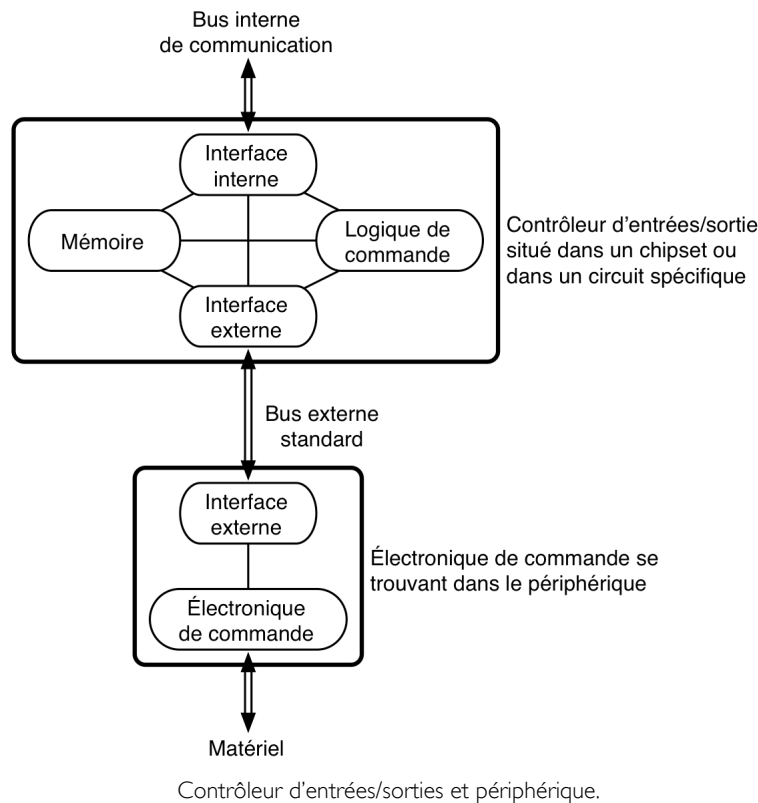 Bus interne
de communication
Interface
interne
Mémoire
Logique de
commande
Interface
externe
Contrôleur d'entrées/sortie
situé dans un chipset ou
dans un circuit spécifique
Bus externe
standard
Interface
externe
Électronique
de commande
Électronique de commande se
trouvant dans le périphérique
Matériel
Contrôleur d'entrées/sorties et périphérique.